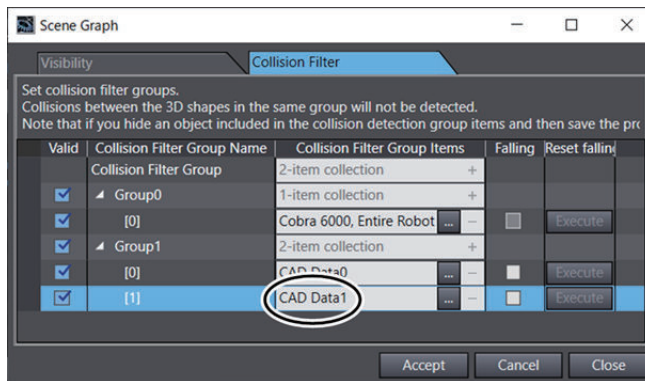 Scene Graph
Visibility
Collision Filter
Set collision filter groups.
Collisions between the 3D shapes in the same group will not be detected.
Note that if you hide an object included in the collision detection group items and then save the pro
Valid Collision Filter Group Name Collision Filter Group Items Falling Reset fallin
Collision Filter Group 2-item collection +
Group0 1-item collection +
[0] Cobra 6000, Entire Robot ... − Execute
Group1 2-item collection +
[0] CAD Data0 ... − Execute
[1] CAD Data1 ... − Execute
Accept Cancel Close